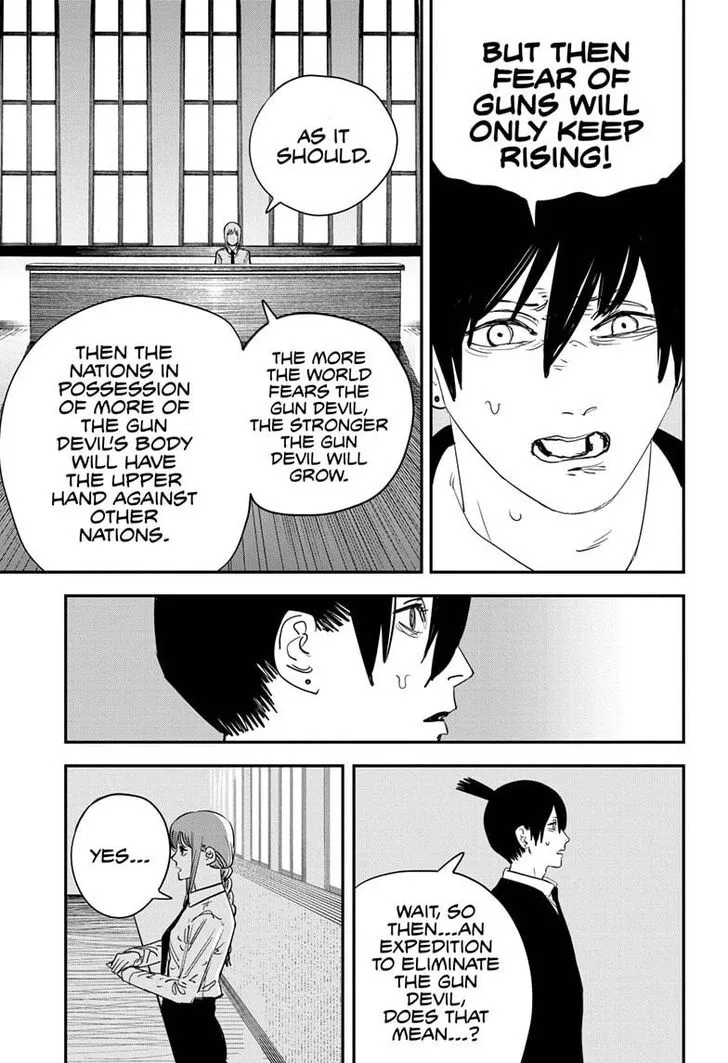 BUT THEN
FEAR OF
GUNS WILL
ONLY KEEP
RISING!
AS IT
SHOULD.
THE MORE
THE WORLD
FEARS THE
GUN DEVIL,
THE STRONGER
THE GUN
DEVIL WILL
GROW.
THEN THE
NATIONS IN
POSSESSION
OF MORE OF
THE GUN
DEVIL'S BODY
WILL HAVE
THE UPPER
HAND AGAINST
OTHER
NATIONS.
WAIT, SO
THEN...AN
EXPEDITION
TO ELIMINATE
THE GUN
DEVIL,
DOES THAT
MEAN...?
YES...